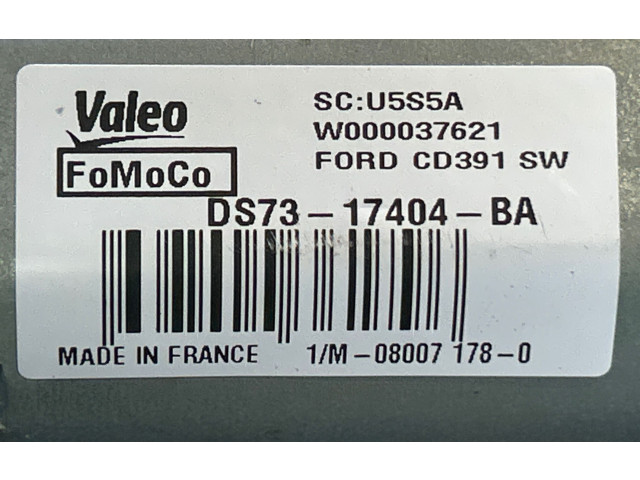 Valeo
SC:U5S5A
W000037621
FoMoCo
FORD CD391 SW
DS73-17404-BA
MADE IN FRANCE 1/M-08007 178-0